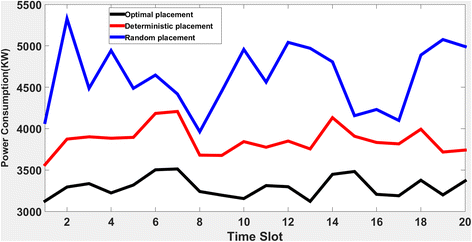 Optimal placement
Deterministic placement
Random placement
Power Consumption(KW)
5500
5000
4500
4000
3500
3000
2 4 6 8 10 12 14 16 18 20
Time Slot